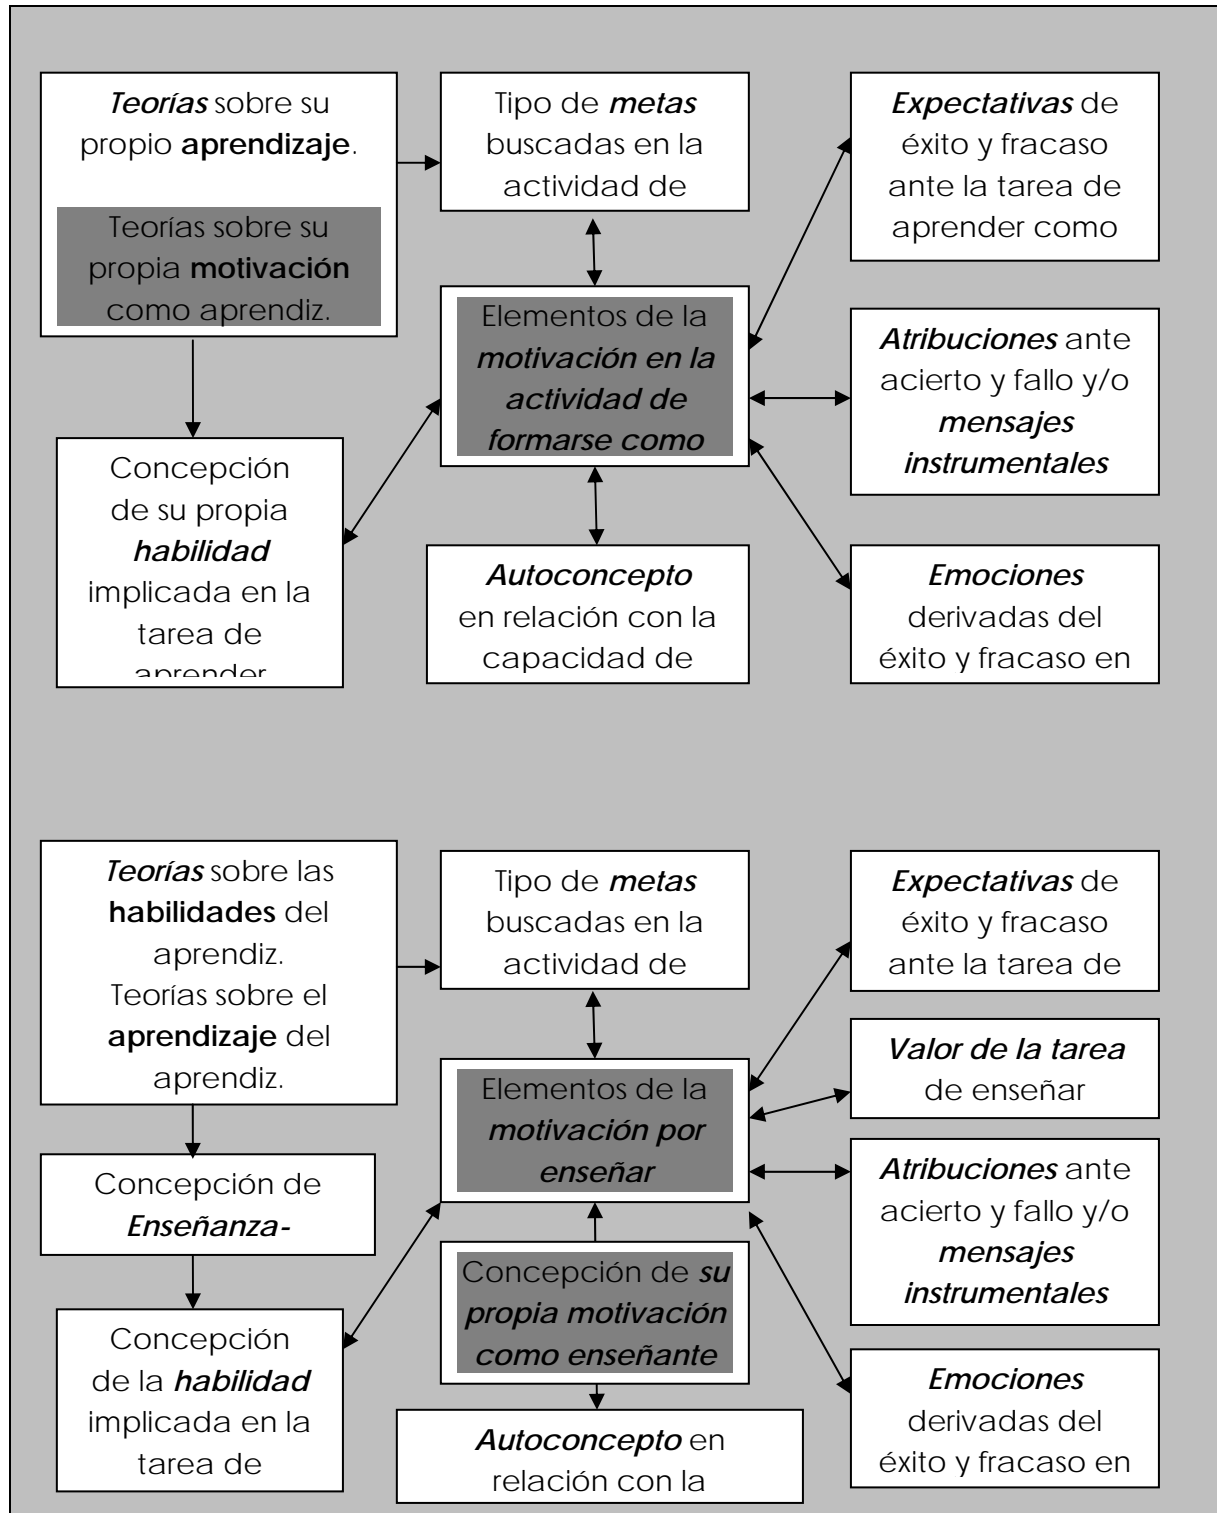 Teorías sobre su
propio aprendizaje.
Teorías sobre su
propia motivación
como aprendiz.
Tipo de metas
buscadas en la
actividad de
Expectativas de
éxito y fracaso
ante la tarea de
aprender como
Elementos de la
motivación en la
actividad de
formarse como
Atribuciones ante
acierto y fallo y/o
mensajes
instrumentales
Concepción
de su propia
habilidad
implicada en la
tarea de
aprender
Autoconcepto
en relación con la
capacidad de
Emociones
derivadas del
éxito y fracaso en
Teorías sobre las
habilidades del
aprendiz.
Teorías sobre el
aprendizaje del
aprendiz.
Tipo de metas
buscadas en la
actividad de
Expectativas de
éxito y fracaso
ante la tarea de
Valor de la tarea
de enseñar
Elementos de la
motivación por
enseñar
Atribuciones ante
acierto y fallo y/o
mensajes
instrumentales
Concepción de
Enseñanza-
Concepción de su
propia motivación
como enseñante
Concepción
de la habilidad
implicada en la
tarea de
Autoconcepto en
relación con la
Emociones
derivadas del
éxito y fracaso en